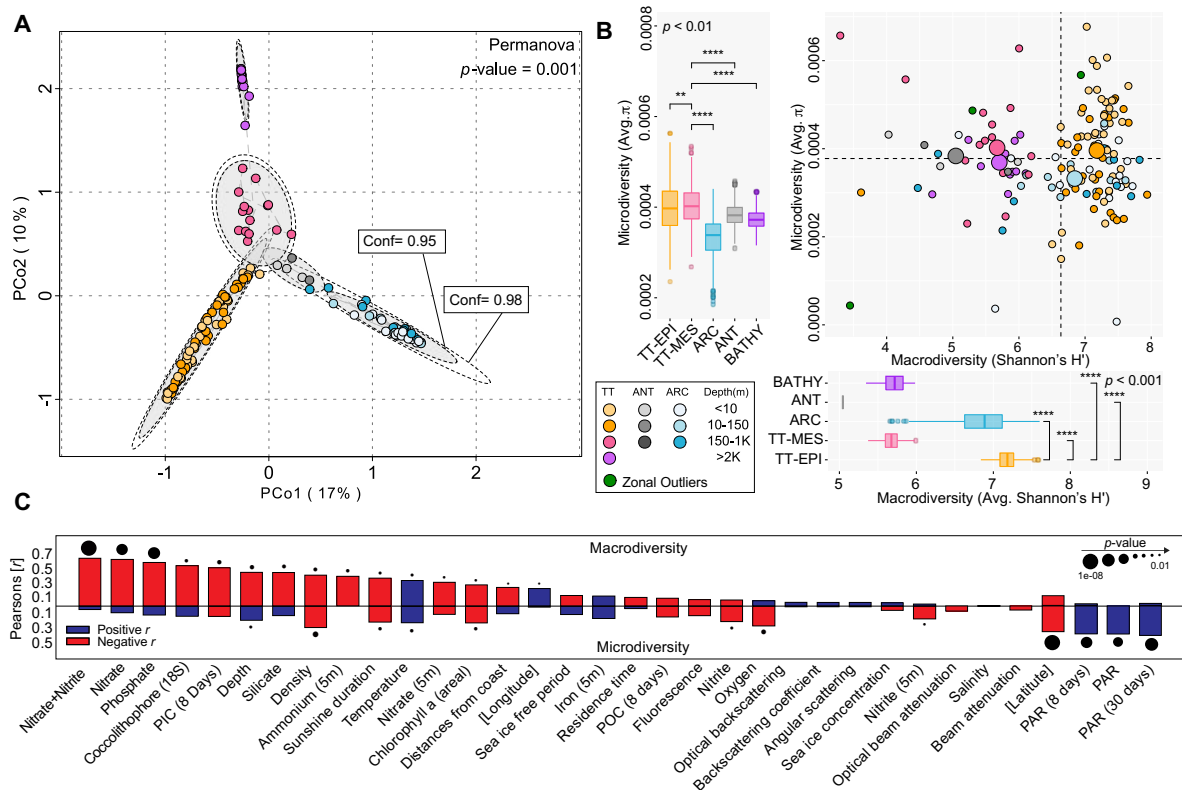 A
Permanova
p-value = 0.001
2
1
0
-1
-1
0
1
2
PCo2 ( 10% )
PCo1 ( 17% )
Conf= 0.95
Conf= 0.98
B
p < 0.01
****
****
**
****
0.0008
0.0006
0.0004
0.0002
Microdiversity (Avg. π)
TT-EPI
TT-MES
ARC
ANT
BATHY
0.0006
0.0004
0.0002
0.0000
Microdiversity (Avg. π)
4
5
6
7
8
Macrodiversity (Shannon's H')
TT ANT ARC Depth(m)
<10
10-150
150-1K
>2K
Zonal Outliers
BATHY
ANT
ARC
TT-MES
TT-EPI
p < 0.001
****
****
****
****
5
6
7
8
9
Macrodiversity (Avg. Shannon's H')
C
Pearsons [r]
0.7
0.5
0.3
0.1
0.1
0.3
0.5
Macrodiversity
Microdiversity
Positive r
Negative r
p-value
1e-08
0.01
Nitrate+Nitrite
Nitrate
Phosphate
Coccolithophore (18S)
PIC (8 Days)
Depth
Silicate
Density
Ammonium (5m)
Sunshine duration
Temperature
Nitrate (5m)
Chlorophyll a (areal)
Distances from coast
[Longitude]
Sea ice free period
Iron (5m)
Residence time
POC (8 days)
Fluorescence
Nitrite
Oxygen
Optical backscattering
Backscattering coefficient
Angular scattering
Sea ice concentration
Nitrite (5m)
Optical beam attenuation
Salinity
Beam attenuation
[Latitute]
PAR (8 days)
PAR
PAR (30 days)